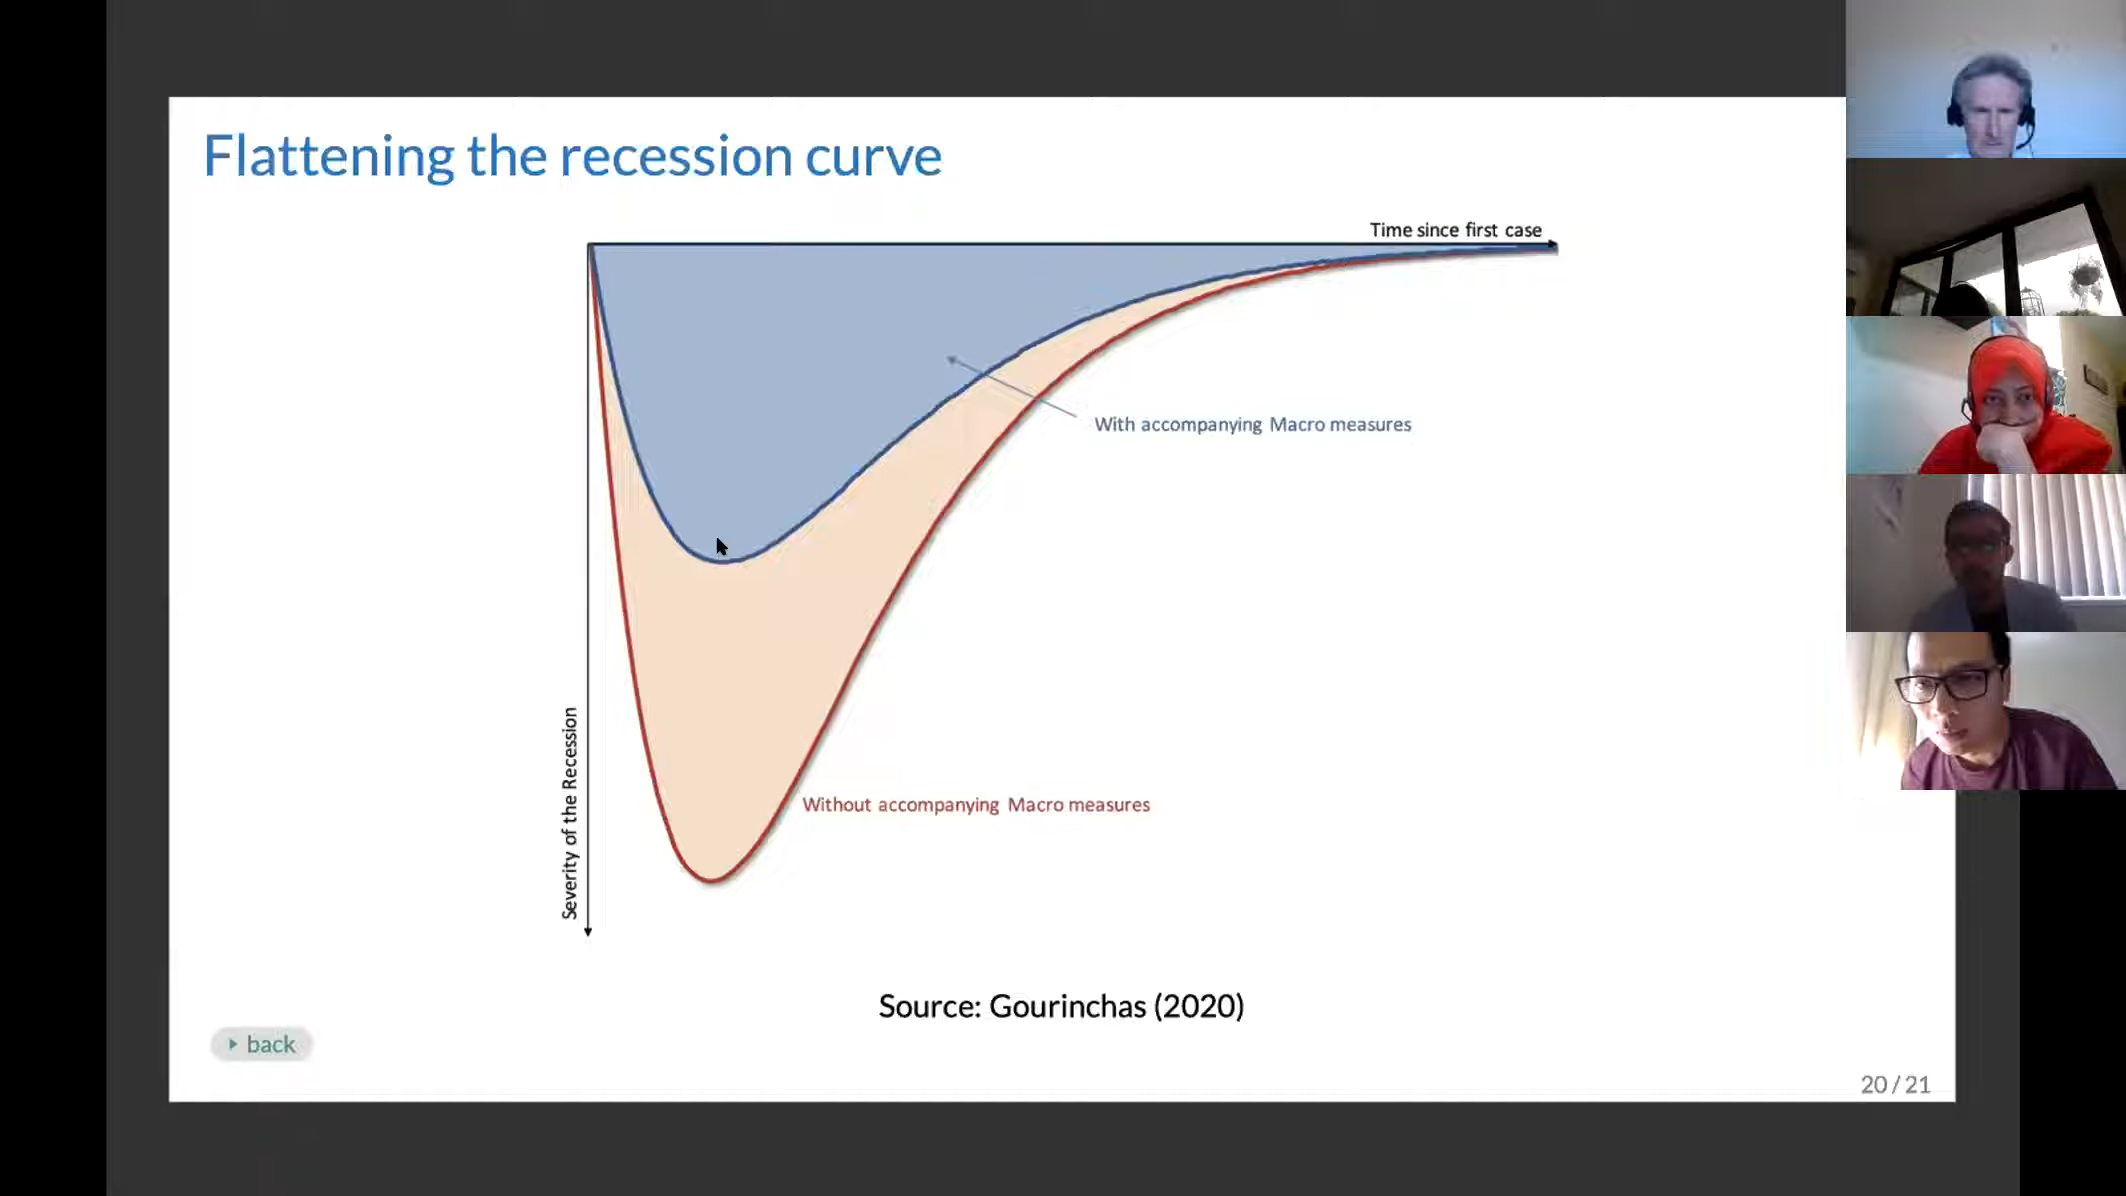 Flattening the recession curve
Time since first case
With accompanying Macro measures
Severity of the Recession
Without accompanying Macro measures
Source: Gourinchas (2020)
back
20 / 21